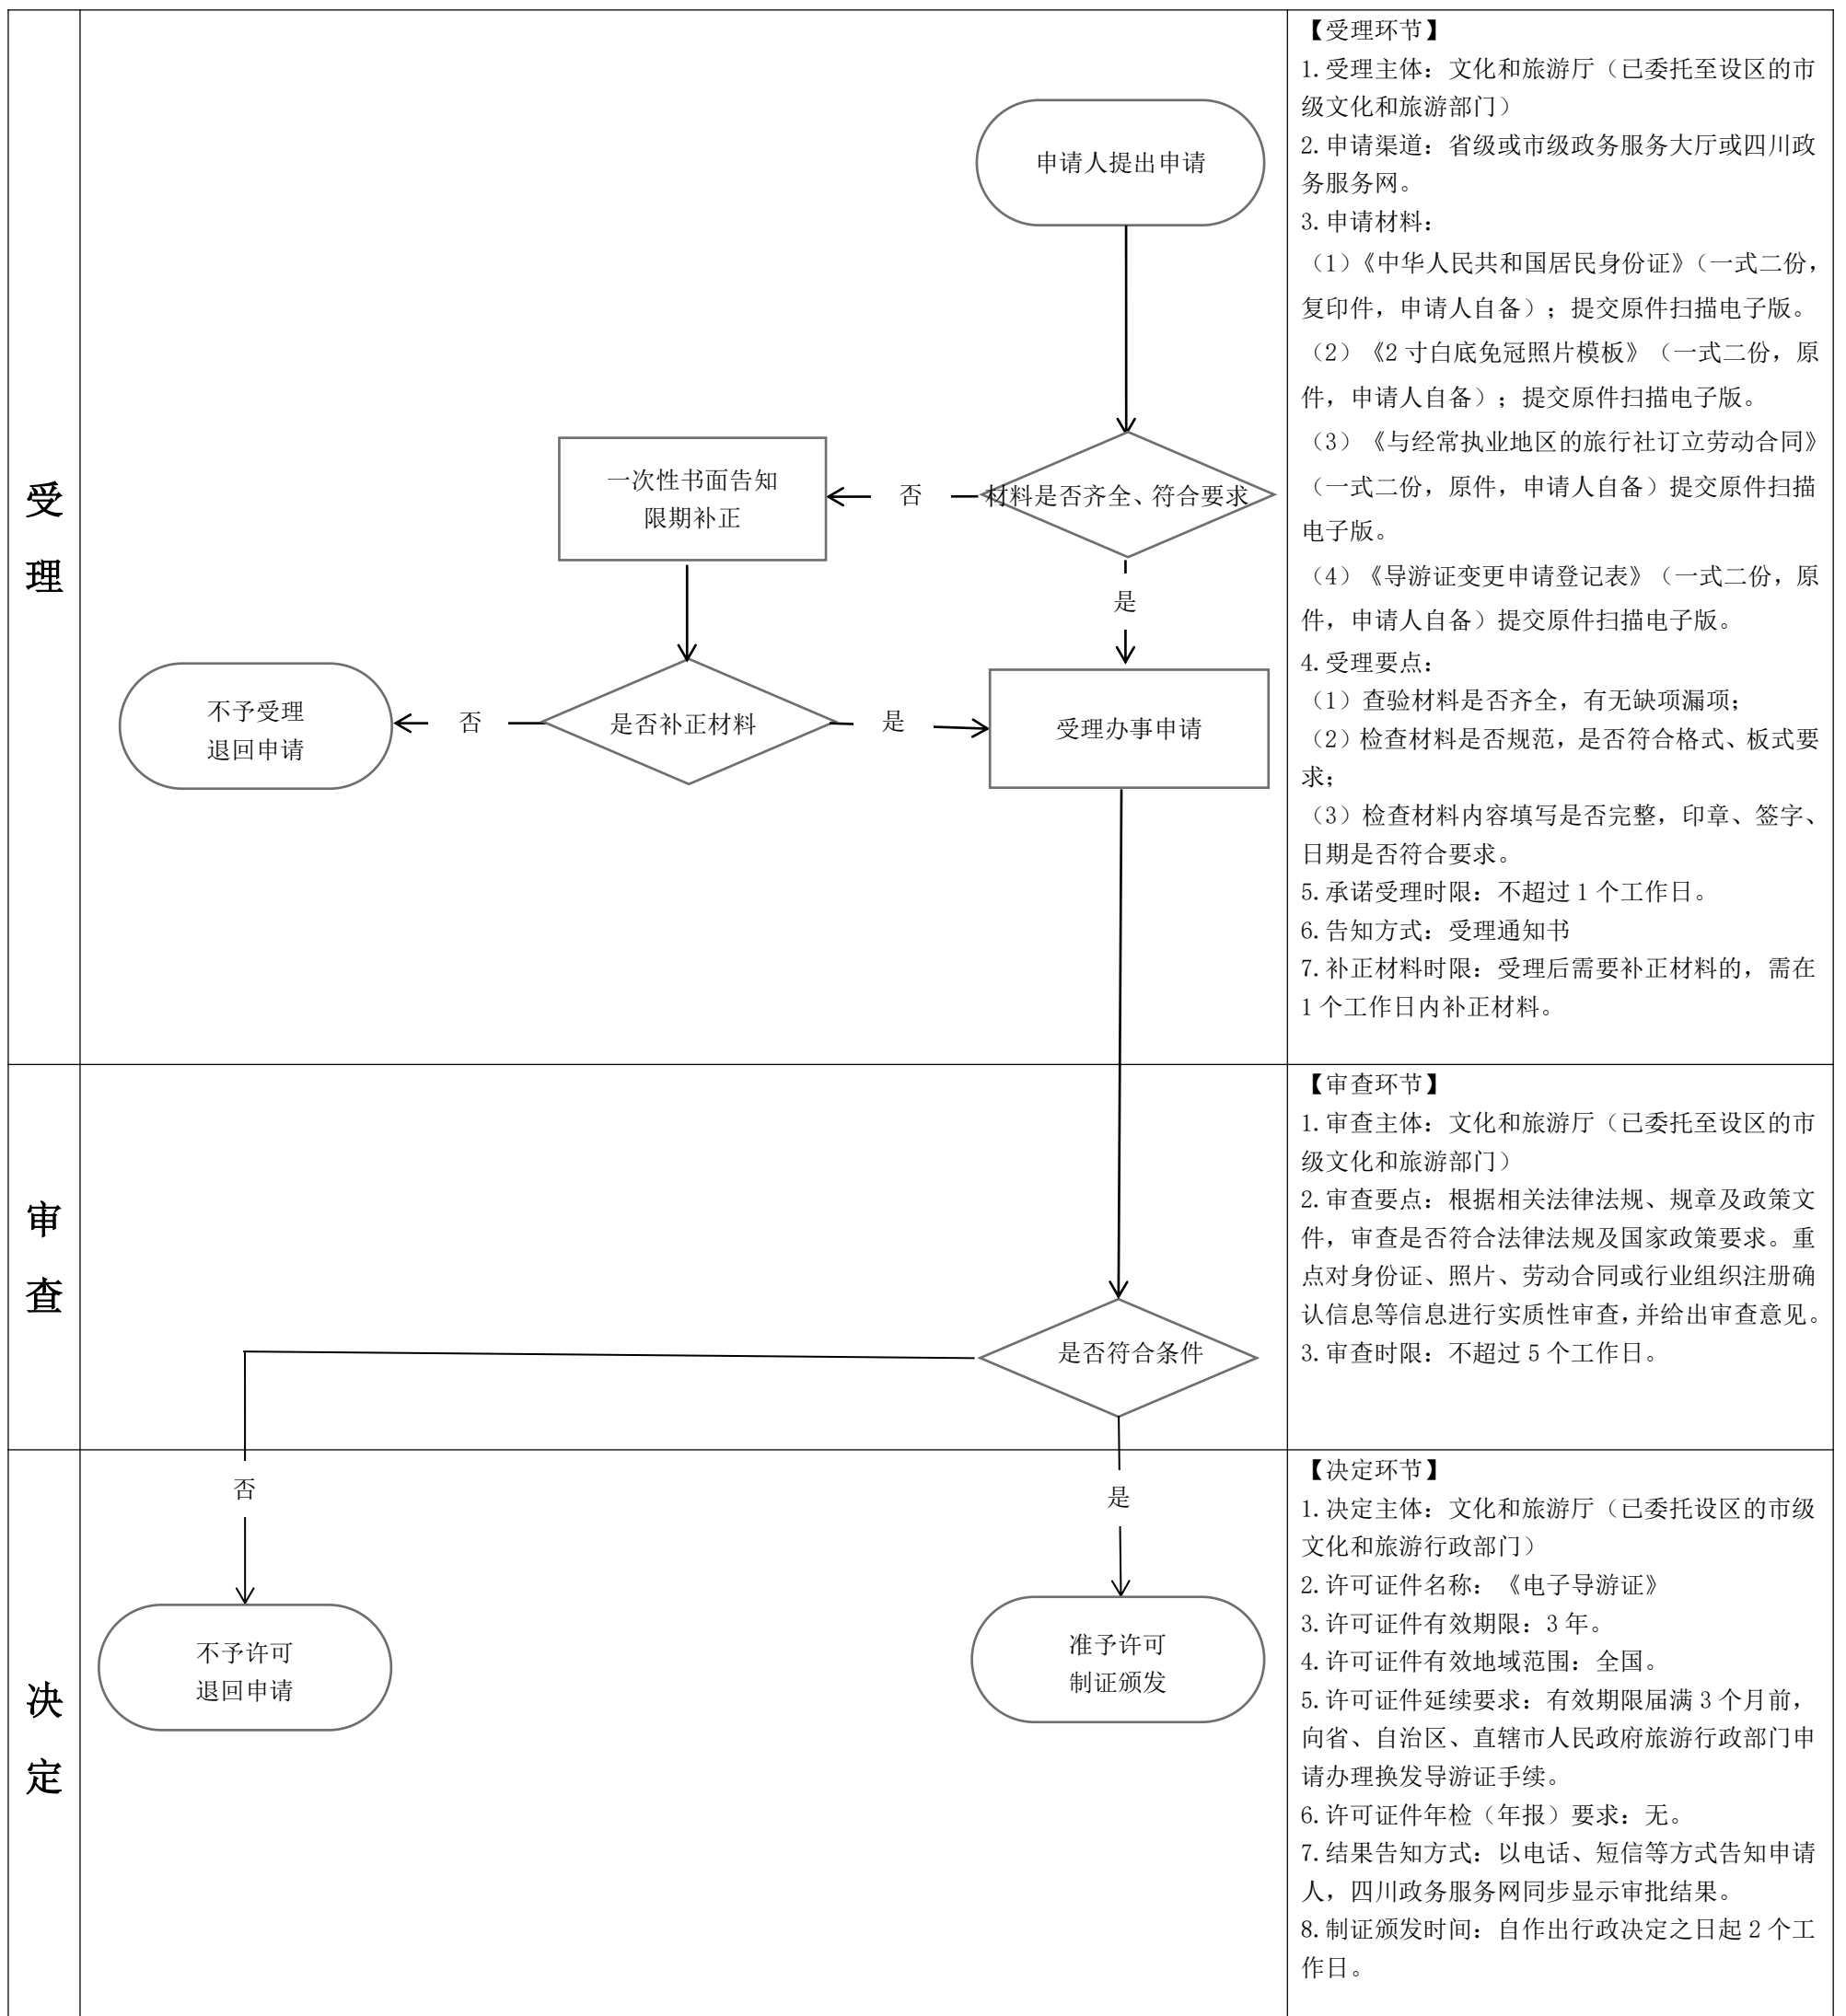 受
理
申请人提出申请
一次性书面告知
限期补正
否
材料是否齐全、符合要求
是
不予受理
退回申请
否
是否补正材料
是
受理办事申请
【受理环节】
1.受理主体：文化和旅游厅（已委托至设区的市
级文化和旅游部门）
2.申请渠道：省级或市级政务服务大厅或四川政
务服务网。
3.申请材料：
（1）《中华人民共和国居民身份证》（一式二份，
复印件，申请人自备）；提交原件扫描电子版。
（2）《2 寸白底免冠照片模板》（一式二份，原
件，申请人自备）；提交原件扫描电子版。
（3）《与经常执业地区的旅行社订立劳动合同》
（一式二份，原件，申请人自备）提交原件扫描
电子版。
（4）《导游证变更申请登记表》（一式二份，原
件，申请人自备）提交原件扫描电子版。
4.受理要点：
（1）查验材料是否齐全，有无缺项漏项；
（2）检查材料是否规范，是否符合格式、板式要
求；
（3）检查材料内容填写是否完整，印章、签字、
日期是否符合要求。
5.承诺受理时限：不超过 1 个工作日。
6.告知方式：受理通知书
7.补正材料时限：受理后需要补正材料的，需在
1 个工作日内补正材料。
审
查
是否符合条件
【审查环节】
1.审查主体：文化和旅游厅（已委托至设区的市
级文化和旅游部门）
2.审查要点：根据相关法律法规、规章及政策文
件，审查是否符合法律法规及国家政策要求。重
点对身份证、照片、劳动合同或行业组织注册确
认信息等信息进行实质性审查，并给出审查意见。
3.审查时限：不超过 5 个工作日。
决
定
否
是
不予许可
退回申请
准予许可
制证颁发
【决定环节】
1.决定主体：文化和旅游厅（已委托设区的市级
文化和旅游行政部门）
2.许可证件名称：《电子导游证》
3.许可证件有效期限：3 年。
4.许可证件有效地域范围：全国。
5.许可证件延续要求：有效期限届满 3 个月前，
向省、自治区、直辖市人民政府旅游行政部门申
请办理换发导游证手续。
6.许可证件年检（年报）要求：无。
7.结果告知方式：以电话、短信等方式告知申请
人，四川政务服务网同步显示审批结果。
8.制证颁发时间：自作出行政决定之日起 2 个工
作日。